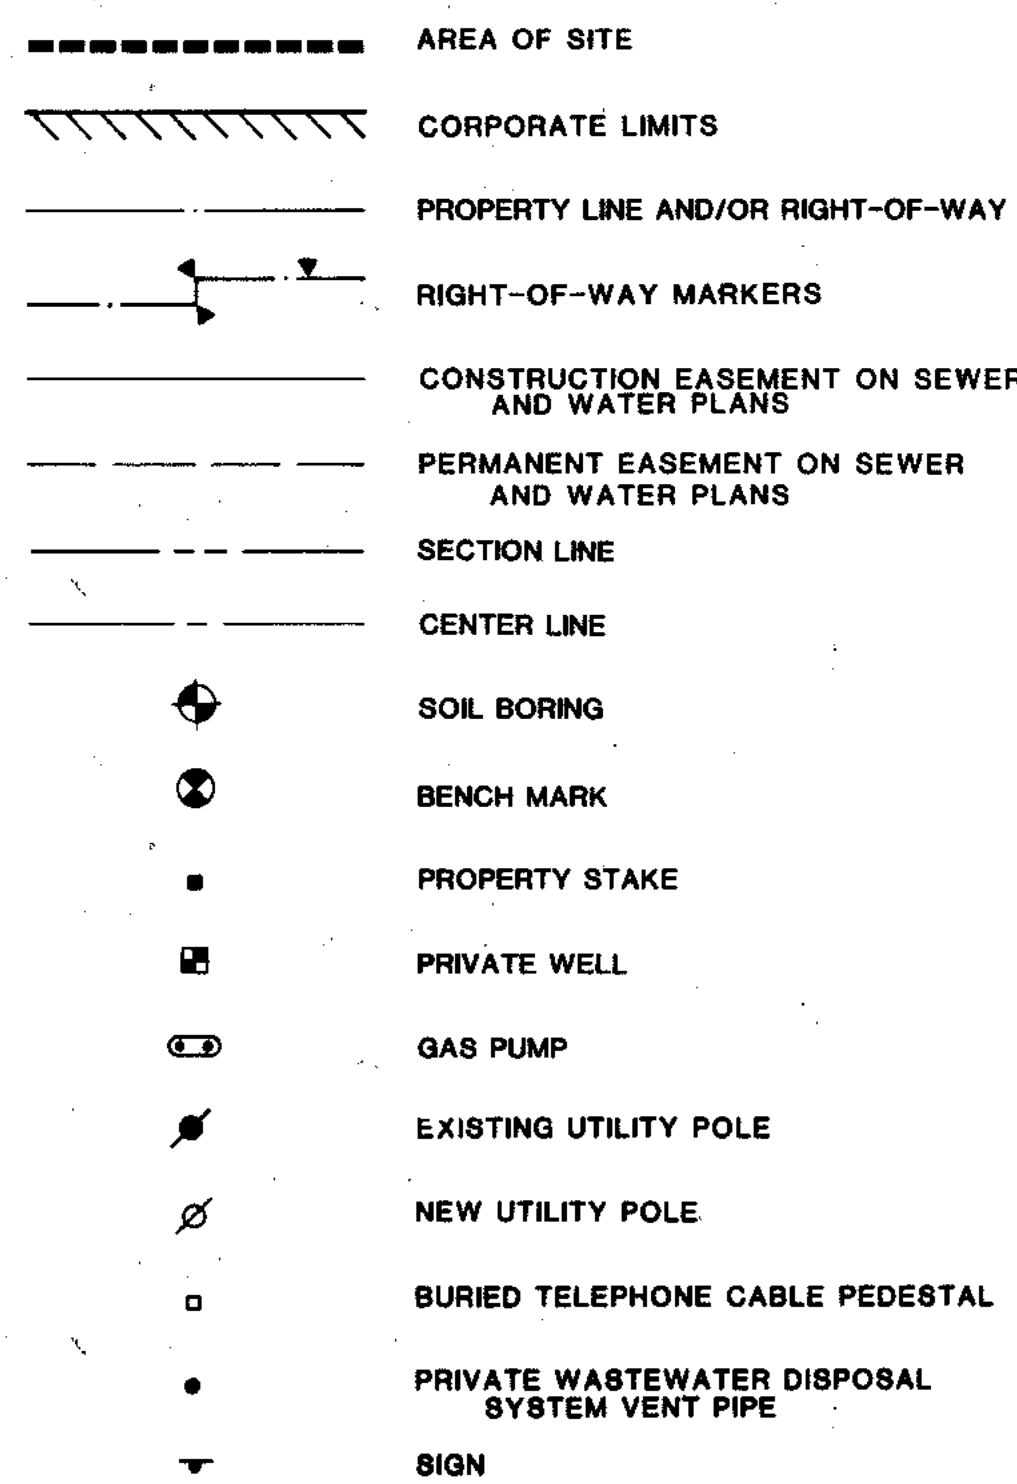 AREA OF SITE
CORPORATE LIMITS
PROPERTY LINE AND/OR RIGHT-OF-WAY
RIGHT-OF-WAY MARKERS
CONSTRUCTION EASEMENT ON SEWER
AND WATER PLANS
PERMANENT EASEMENT ON SEWER
AND WATER PLANS
SECTION LINE
CENTER LINE
SOIL BORING
BENCH MARK
PROPERTY STAKE
PRIVATE WELL
GAS PUMP
EXISTING UTILITY POLE
NEW UTILITY POLE
BURIED TELEPHONE CABLE PEDESTAL
PRIVATE WASTEWATER DISPOSAL
SYSTEM VENT PIPE
SIGN